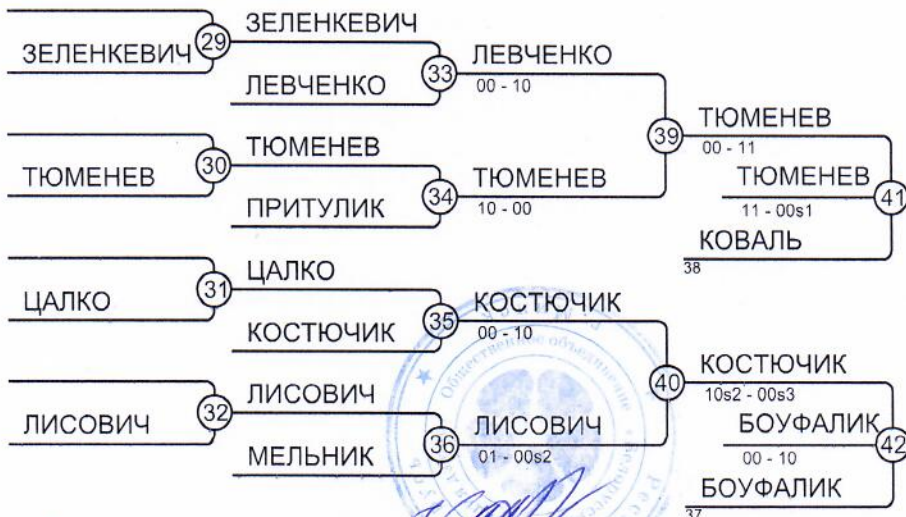 ЗЕЛЕНКЕВИЧ
29
ЗЕЛЕНКЕВИЧ
ЛЕВЧЕНКО
33
ЛЕВЧЕНКО
00 - 10
ТЮМЕНЕВ
30
ТЮМЕНЕВ
ПРИТУЛИК
34
ТЮМЕНЕВ
10 - 00
39
ТЮМЕНЕВ
00 - 11
ТЮМЕНЕВ
11 - 00s1
41
КОВАЛЬ
38
ЦАЛКО
31
ЦАЛКО
КОСТЮЧИК
35
КОСТЮЧИК
00 - 10
ЛИСОВИЧ
32
ЛИСОВИЧ
МЕЛЬНИК
36
ЛИСОВИЧ
01 - 00s2
40
КОСТЮЧИК
10s2 - 00s3
БОУФАЛИК
00 - 10
42
БОУФАЛИК
37
Общественное объединение